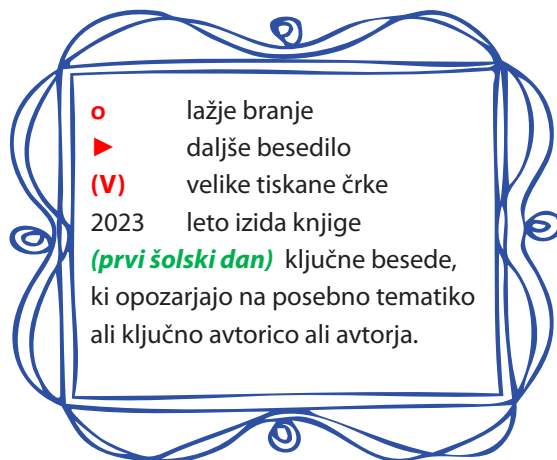 o lažje branje
► daljše besedilo
(V) velike tiskane črke
2023 leto izida knjige
(prvi šolski dan) ključne besede,
ki opozarjajo na posebno tematiko
ali ključno avtorico ali avtorja.